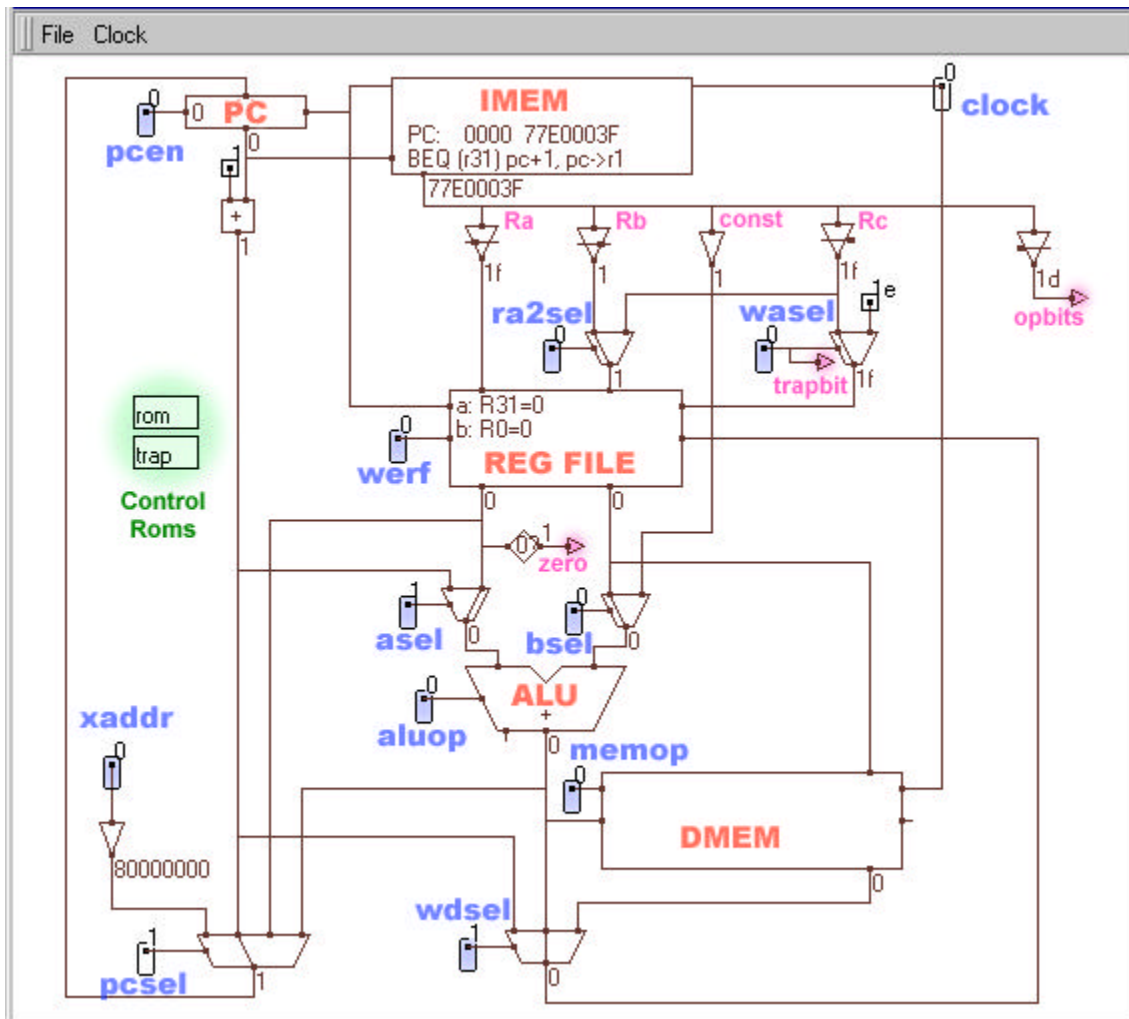 File Clock
0
pcen
0
PC
0
IMEM
PC: 0000 77E0003F
BEQ (r31) pc+1, pc->r1
77E0003F
0
clock
1
+
1
Ra
1f
Rb
1
const
1
Rc
1f
1d
opbits
ra2sel
0
wasel
0
1e
trapbit
1
1f
rom
trap
Control
Roms
0
werf
a: R31=0
b: R0=0
REG FILE
0
0
0?
1
zero
1
asel
0
0
bsel
0
0
aluop
ALU
+
0
xaddr
0
80000000
memop
0
DMEM
0
1
pcsel
1
wdsel
1
0